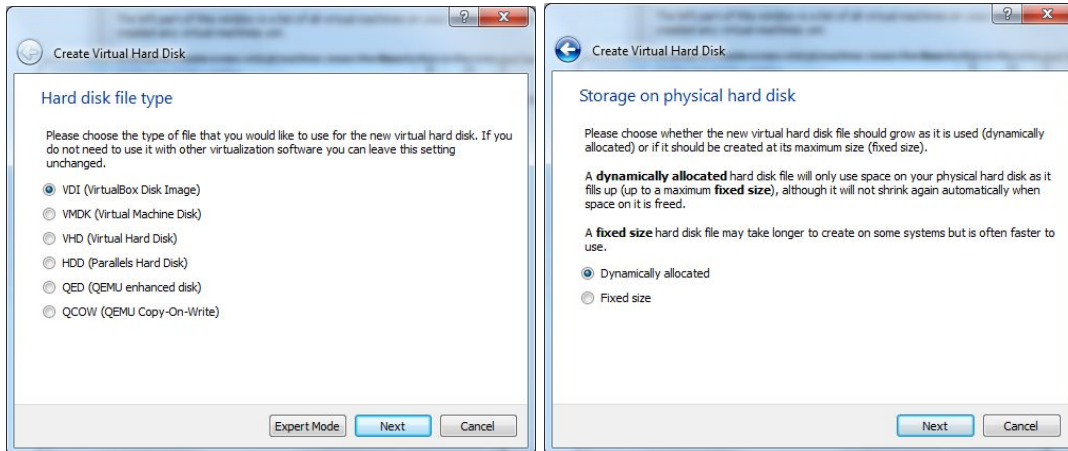 Create Virtual Hard Disk
Hard disk file type
Please choose the type of file that you would like to use for the new virtual hard disk. If you
do not need to use it with other virtualization software you can leave this setting
unchanged.
VDI (VirtualBox Disk Image)
VMDK (Virtual Machine Disk)
VHD (Virtual Hard Disk)
HDD (Parallels Hard Disk)
QED (QEMU enhanced disk)
QCOW (QEMU Copy-On-Write)
Expert Mode
Next
Cancel
Create Virtual Hard Disk
Storage on physical hard disk
Please choose whether the new virtual hard disk file should grow as it is used (dynamically
allocated) or if it should be created at its maximum size (fixed size).
A dynamically allocated hard disk file will only use space on your physical hard disk as it
fills up (up to a maximum fixed size), although it will not shrink again automatically when
space on it is freed.
A fixed size hard disk file may take longer to create on some systems but is often faster to
use.
Dynamically allocated
Fixed size
Next
Cancel